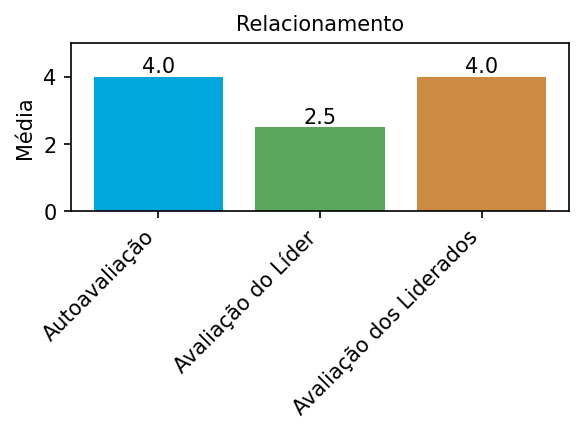 Relacionamento
Média
4
2
0
4.0
2.5
4.0
Autoavaliação
Avaliação do Líder
Avaliação dos Liderados